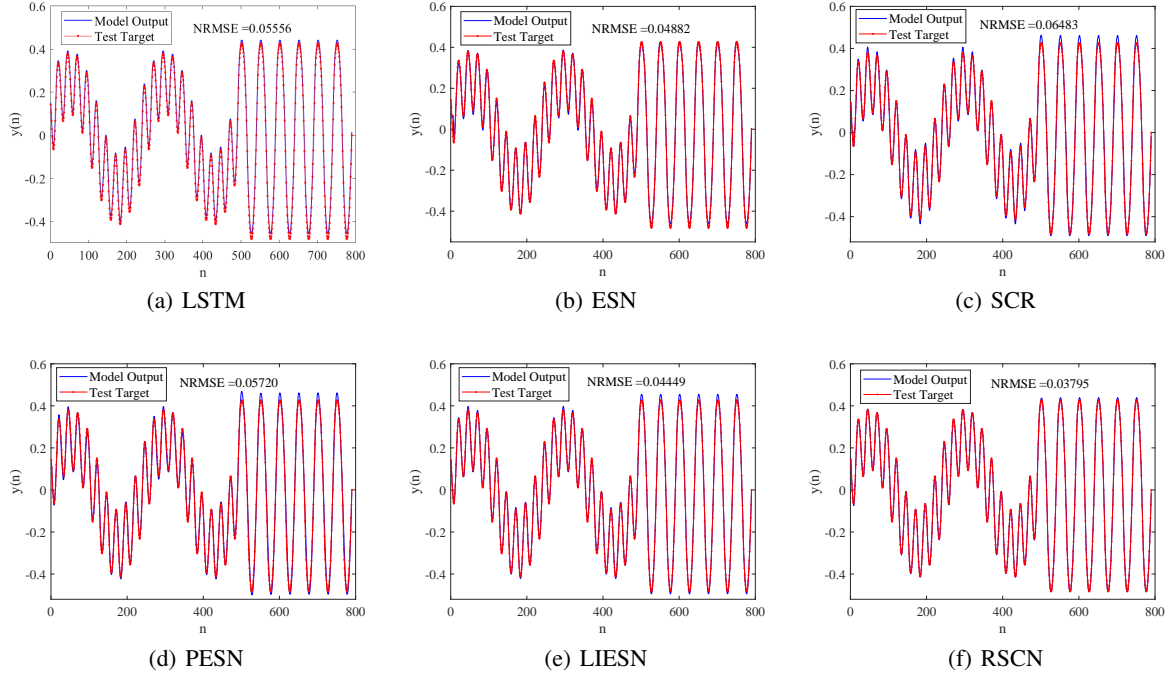 Model Output
Test Target
NRMSE =0.05556
0.6
0.4
0.2
0
-0.2
-0.4
y(n)
0 100 200 300 400 500 600 700 800
n
(a) LSTM
Model Output
Test Target
NRMSE =0.04882
0.6
0.4
0.2
0
-0.2
-0.4
y(n)
0 200 400 600 800
n
(b) ESN
Model Output
Test Target
NRMSE =0.06483
0.6
0.4
0.2
0
-0.2
-0.4
y(n)
0 200 400 600 800
n
(c) SCR
Model Output
Test Target
NRMSE =0.05720
0.6
0.4
0.2
0
-0.2
-0.4
y(n)
0 200 400 600 800
n
(d) PESN
Model Output
Test Target
NRMSE =0.04449
0.6
0.4
0.2
0
-0.2
-0.4
y(n)
0 200 400 600 800
n
(e) LIESN
Model Output
Test Target
NRMSE =0.03795
0.6
0.4
0.2
0
-0.2
-0.4
y(n)
0 200 400 600 800
n
(f) RSCN